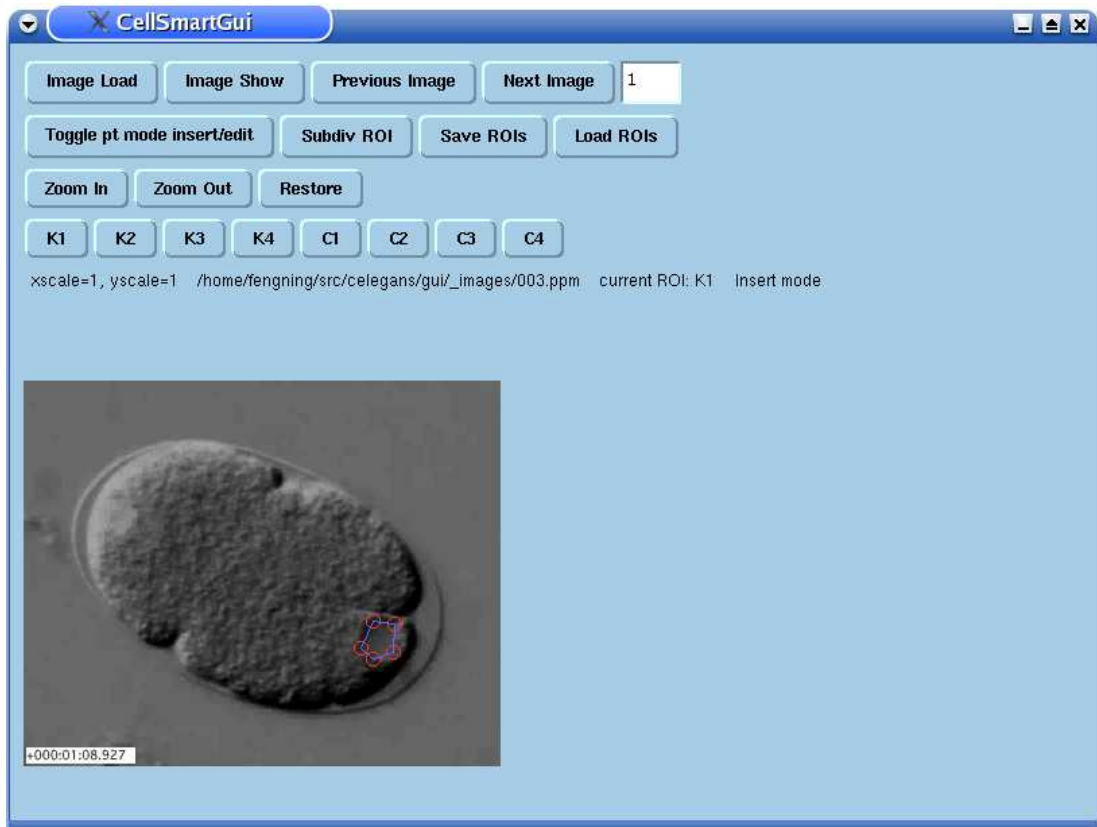 CellSmartGui
Image Load Image Show Previous Image Next Image 1
Toggle pt mode insert/edit Subdiv ROI Save ROIs Load ROIs
Zoom In Zoom Out Restore
K1 K2 K3 K4 C1 C2 C3 C4
xscale=1, yscale=1 /home/fengning/src/celegans/gui/_images/003.ppm current ROI: K1 Insert mode
+000:01:08.927